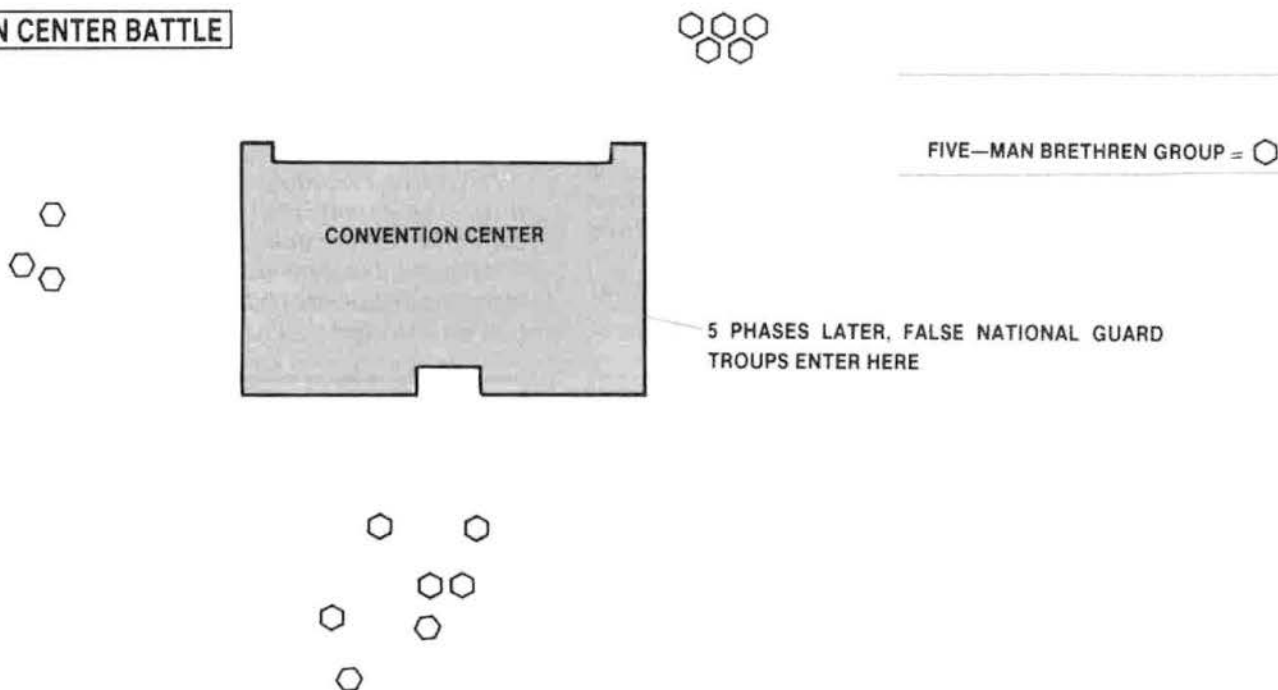 N CENTER BATTLE
FIVE—MAN BRETHREN GROUP =
CONVENTION CENTER
5 PHASES LATER, FALSE NATIONAL GUARD
TROUPS ENTER HERE